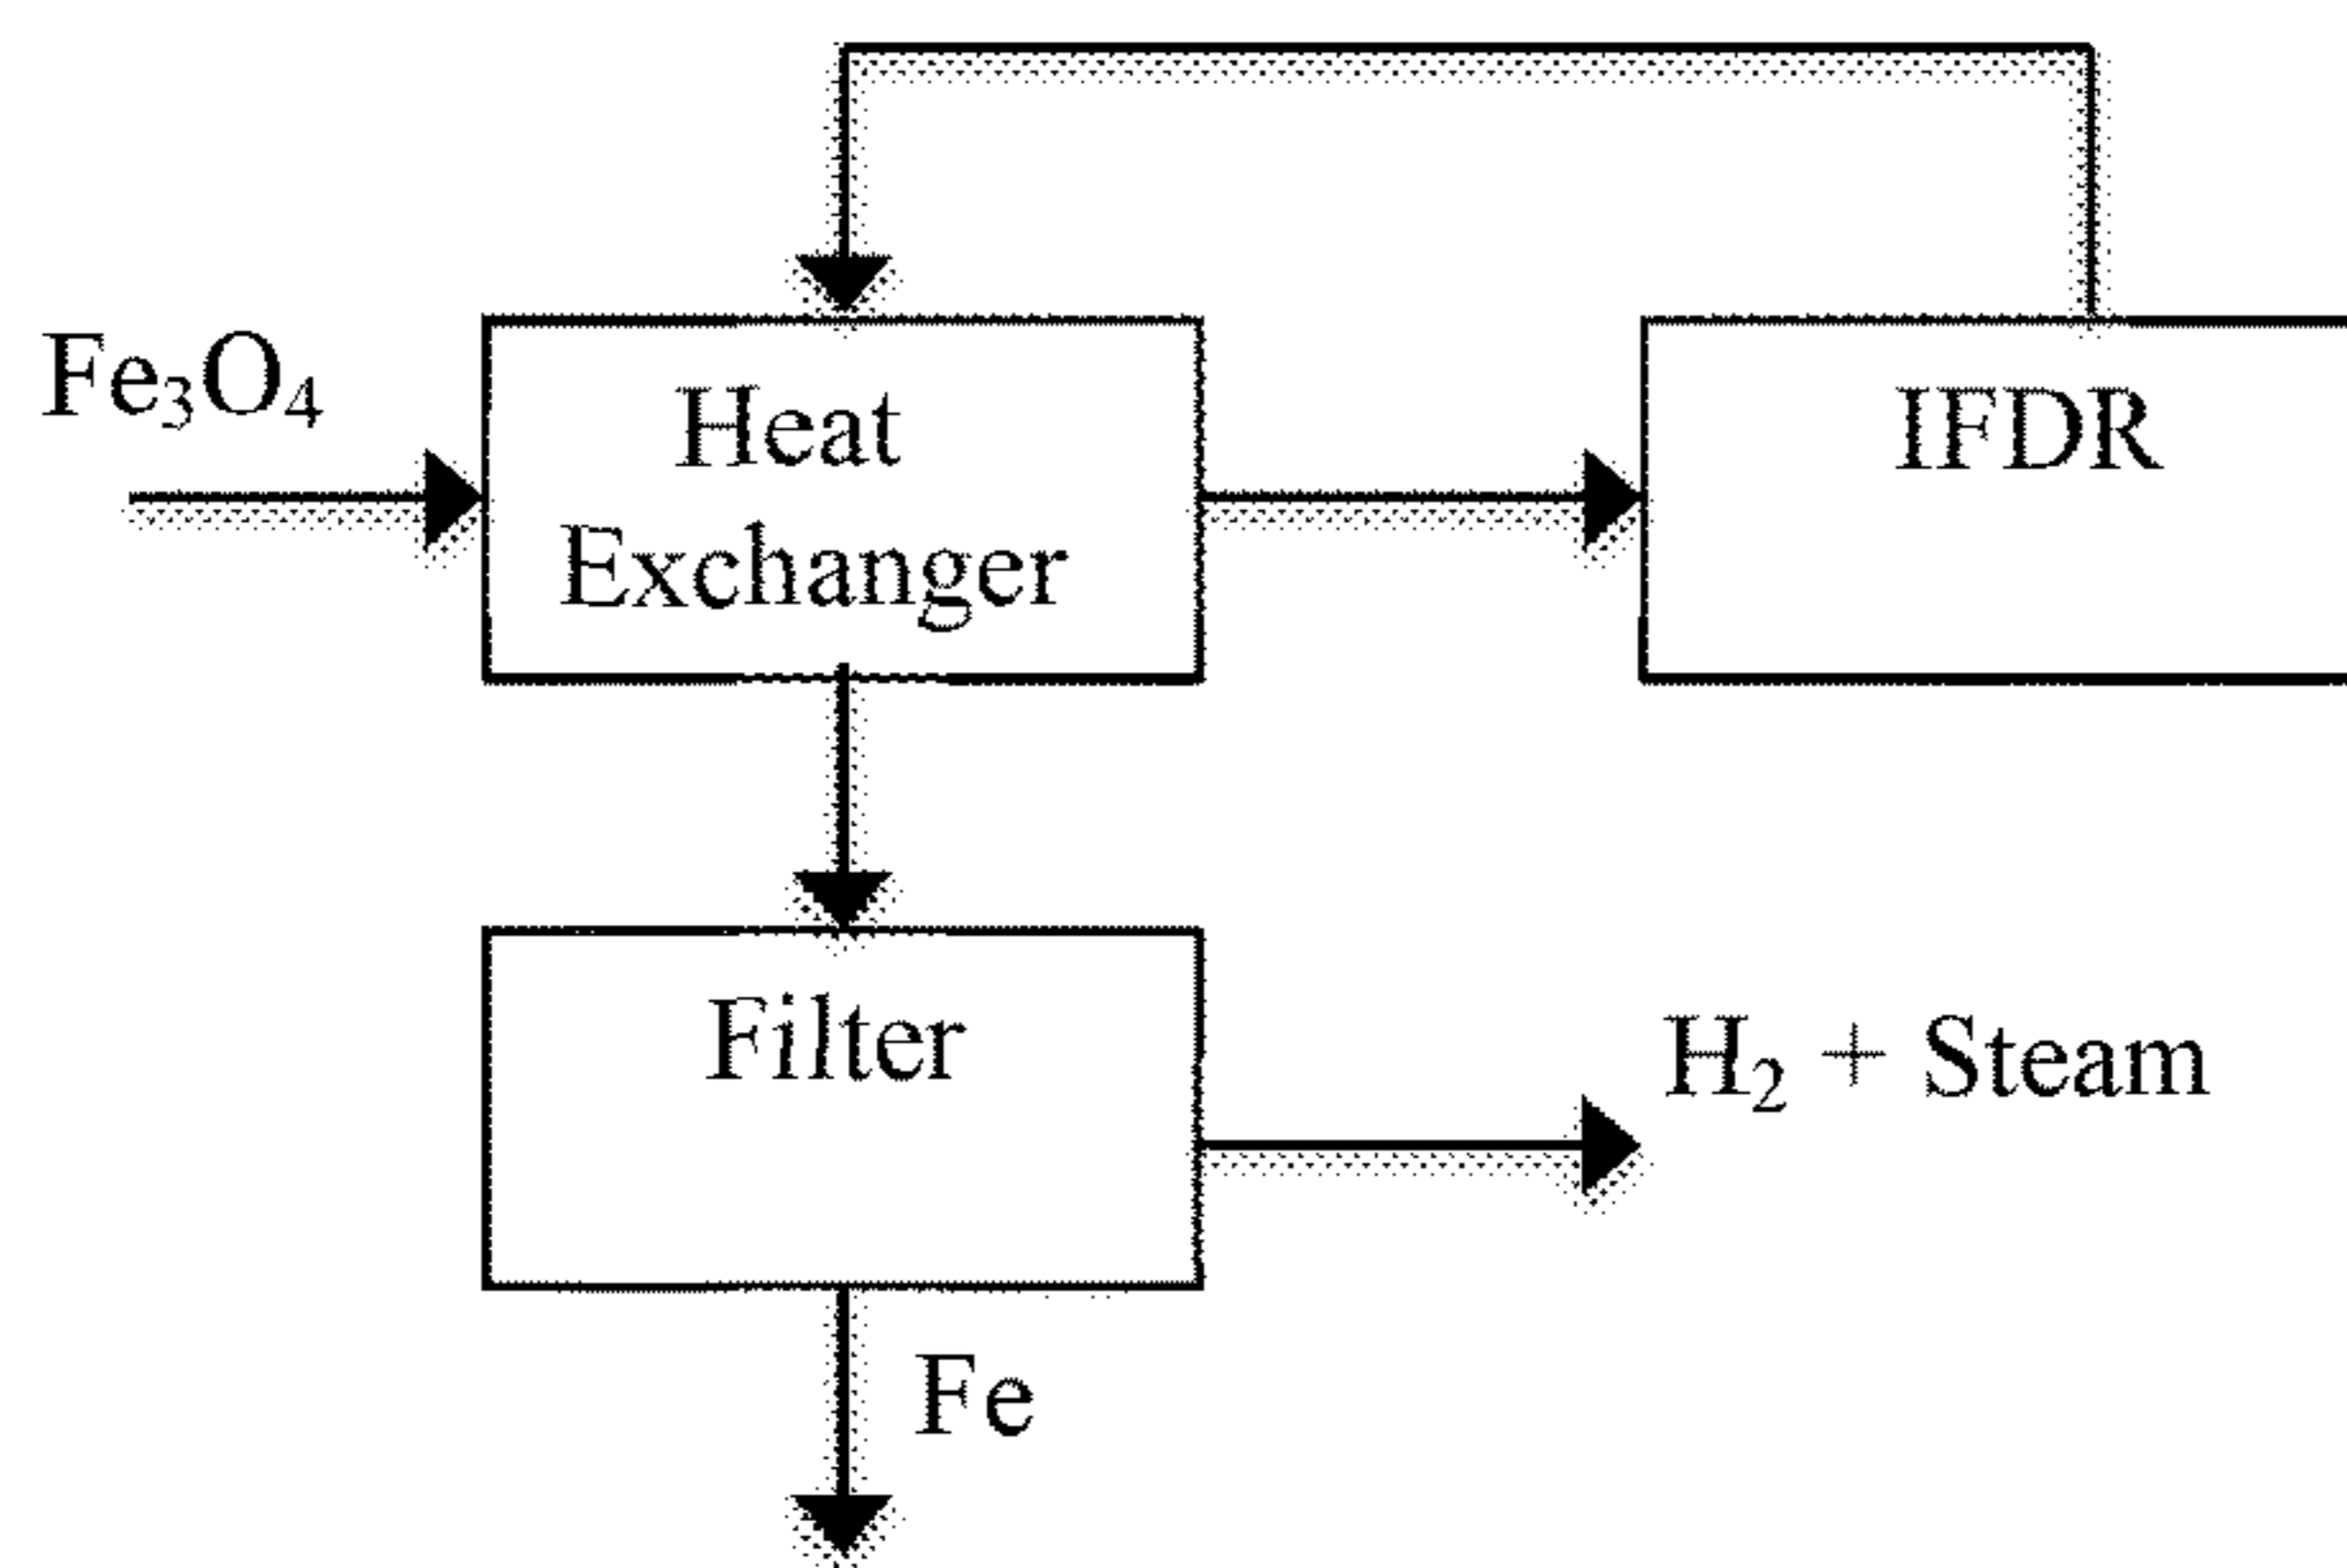 Fe₃O₄
Heat
Exchanger
IFDR
Filter
H₂ + Steam
Fe